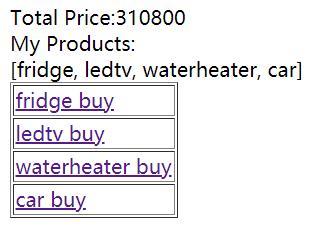 Total Price:310800
My Products:
[fridge, ledtv, waterheater, car]
fridge buy
ledtv buy
waterheater buy
car buy